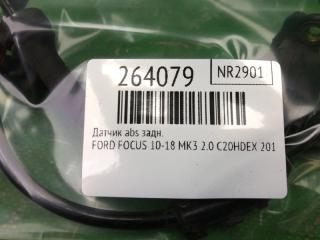 264079 NR2901
Датчик abs задн.
FORD FOCUS 10-18 MK3 2.0 C20HDEX 201